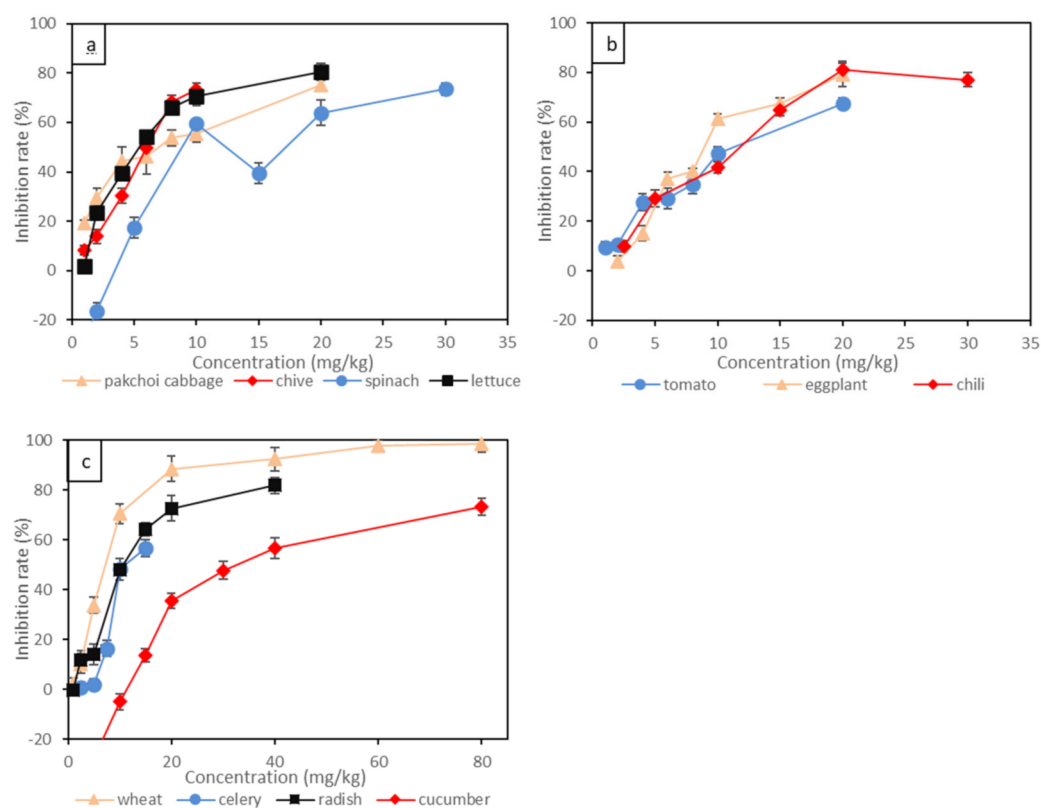 a
Inhibition rate (%)
100
80
60
40
20
0
-20
0 5 10 15 20 25 30 35
Concentration (mg/kg)
pakchoi cabbage chive spinach lettuce
b
Inhibition rate (%)
100
80
60
40
20
0
-20
0 5 10 15 20 25 30 35
Concentration (mg/kg)
tomato eggplant chili
c
Inhibition rate (%)
100
80
60
40
20
0
-20
0 20 40 60 80
Concentration (mg/kg)
wheat celery radish cucumber